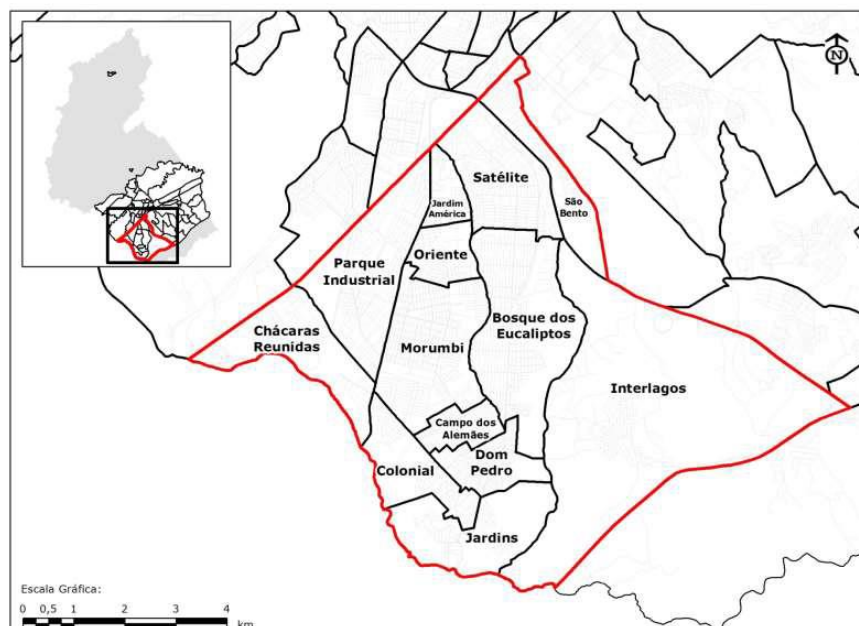 N
Satélite
Jardim
América
São
Bento
Oriente
Parque
Industrial
Bosque dos
Eucaliptos
Chácaras
Reunidas
Morumbi
Interlagos
Campo dos
Alemães
Dom
Pedro
Colonial
Jardins
Escala Gráfica:
0 0,5 1 2 3 4
km